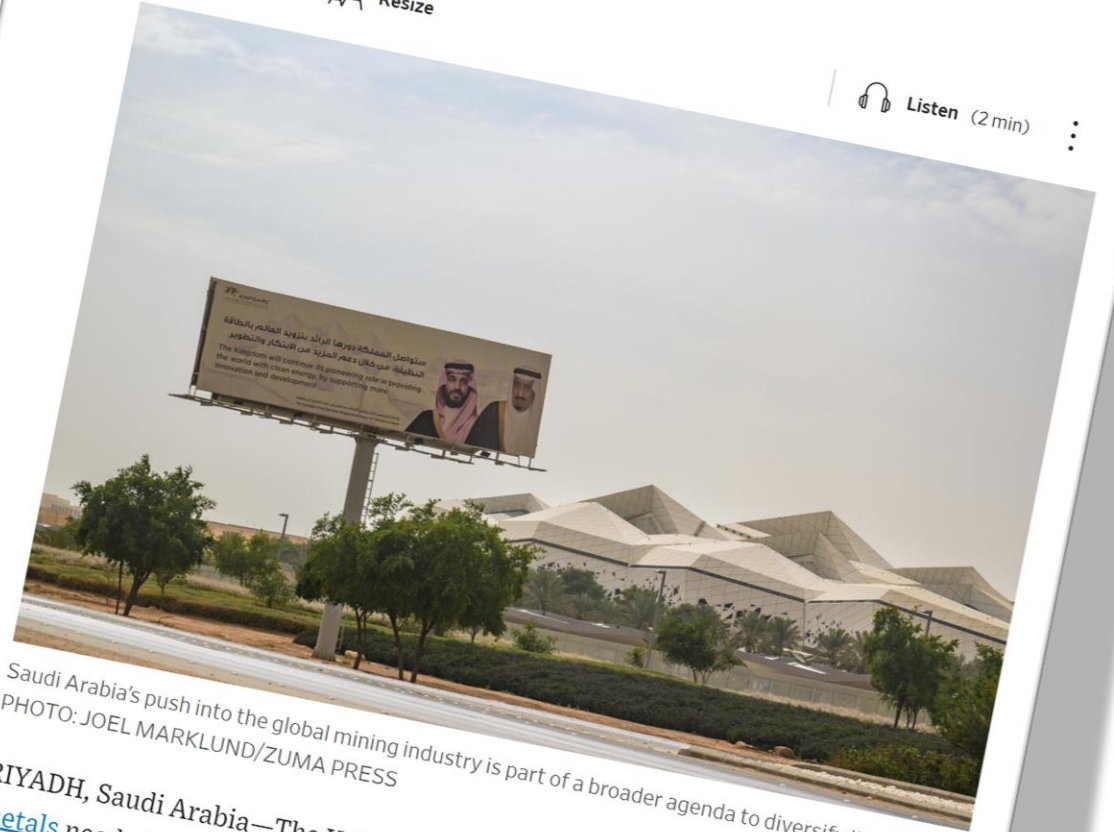 Resize
Listen (2 min)
KAPSARC
ستواصل المملكة دورها الرائد بتزويد العالم بالطاقة
النظيفة، من خلال دعم المزيد من الابتكار والتطوير
The Kingdom will continue its pioneering role in providing
the world with clean energy, by supporting more
innovation and development
Saudi Arabia's push into the global mining industry is part of a broader agenda to diversify
PHOTO: JOEL MARKLUND/ZUMA PRESS
RIYADH, Saudi Arabia—The
etals